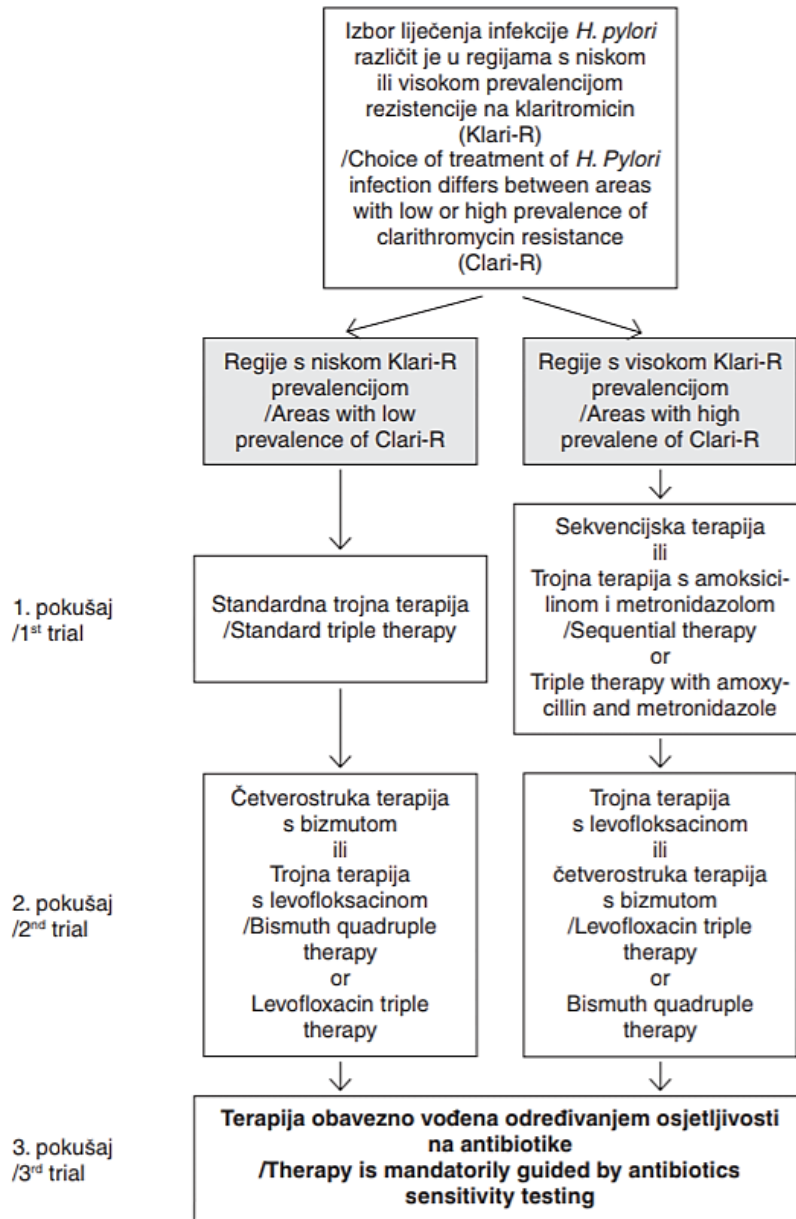 Izbor liječenja infekcije H. pylori
različit je u regijama s niskom
ili visokom prevalencijom
rezistencije na klaritromicin
(Klari-R)
/Choice of treatment of H. Pylori
infection differs between areas
with low or high prevalence of
clarithromycin resistance
(Clari-R)
Regije s niskom Klari-R
prevalencijom
/Areas with low
prevalence of Clari-R
Regije s visokom Klari-R
prevalencijom
/Areas with high
prevalene of Clari-R
1. pokušaj
/1st trial
Standardna trojna terapija
/Standard triple therapy
Sekvencijska terapija
ili
Trojna terapija s amoksici-
linom i metronidazolom
/Sequential therapy
or
Triple therapy with amoxy-
cillin and metronidazole
2. pokušaj
/2nd trial
Četverostruka terapija
s bizmutom
ili
Trojna terapija
s levofloksacinom
/Bismuth quadruple
therapy
or
Levofloxacin triple
therapy
Trojna terapija
s levofloksacinom
ili
četverostruka terapija
s bizmutom
/Levofloxacin triple
therapy
or
Bismuth quadruple
therapy
3. pokušaj
/3rd trial
Terapija obavezno vođena određivanjem osjetljivosti
na antibiotike
/Therapy is mandatorily guided by antibiotics
sensitivity testing